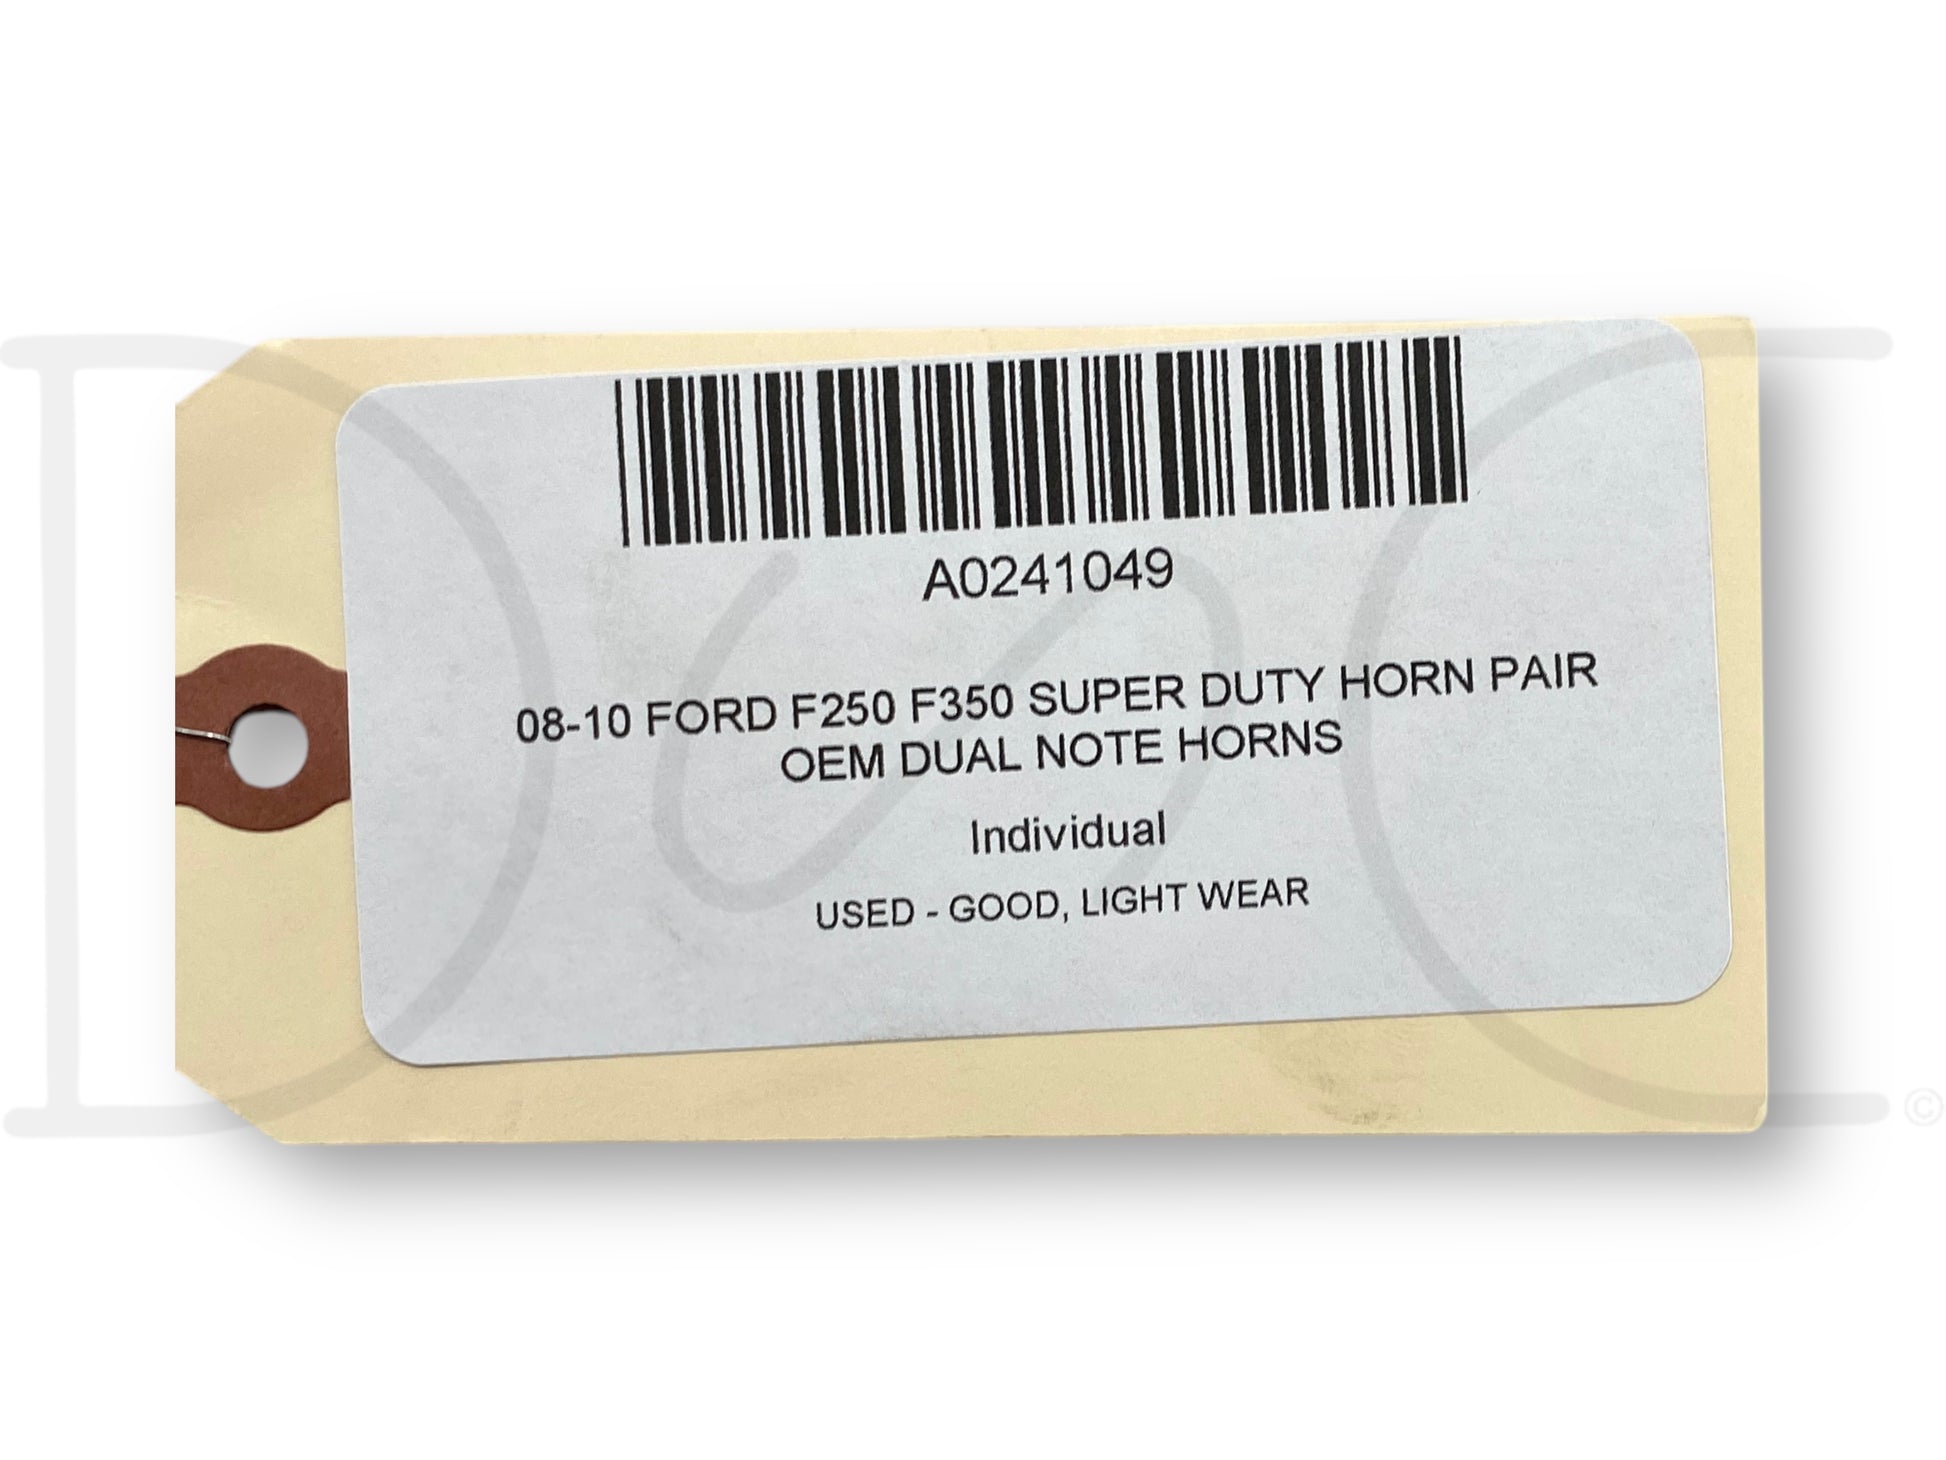 A0241049
08-10 FORD F250 F350 SUPER DUTY HORN PAIR
OEM DUAL NOTE HORNS
Individual
USED - GOOD, LIGHT WEAR
©